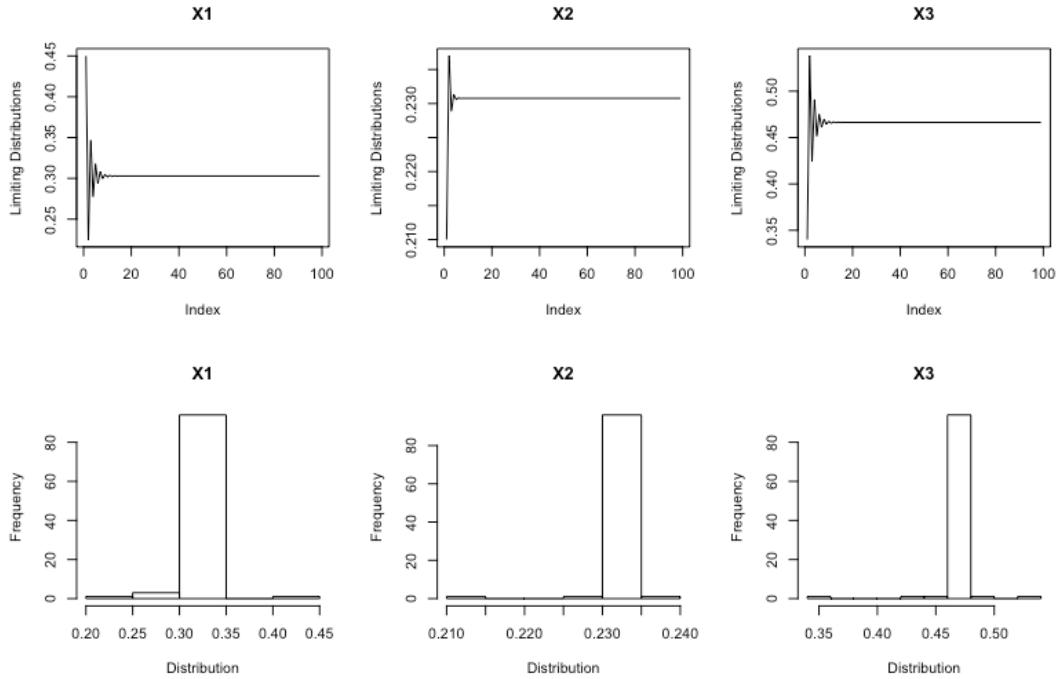 X1
X2
X3
Limiting Distributions
0.25 0.30 0.35 0.40 0.45
0 20 40 60 80 100
Index
Limiting Distributions
0.210 0.220 0.230
0 20 40 60 80 100
Index
Limiting Distributions
0.35 0.40 0.45 0.50
0 20 40 60 80 100
Index
X1
X2
X3
Frequency
0 20 40 60 80
0.20 0.25 0.30 0.35 0.40 0.45
Distribution
Frequency
0 20 40 60 80
0.210 0.220 0.230 0.240
Distribution
Frequency
0 20 40 60 80
0.35 0.40 0.45 0.50
Distribution